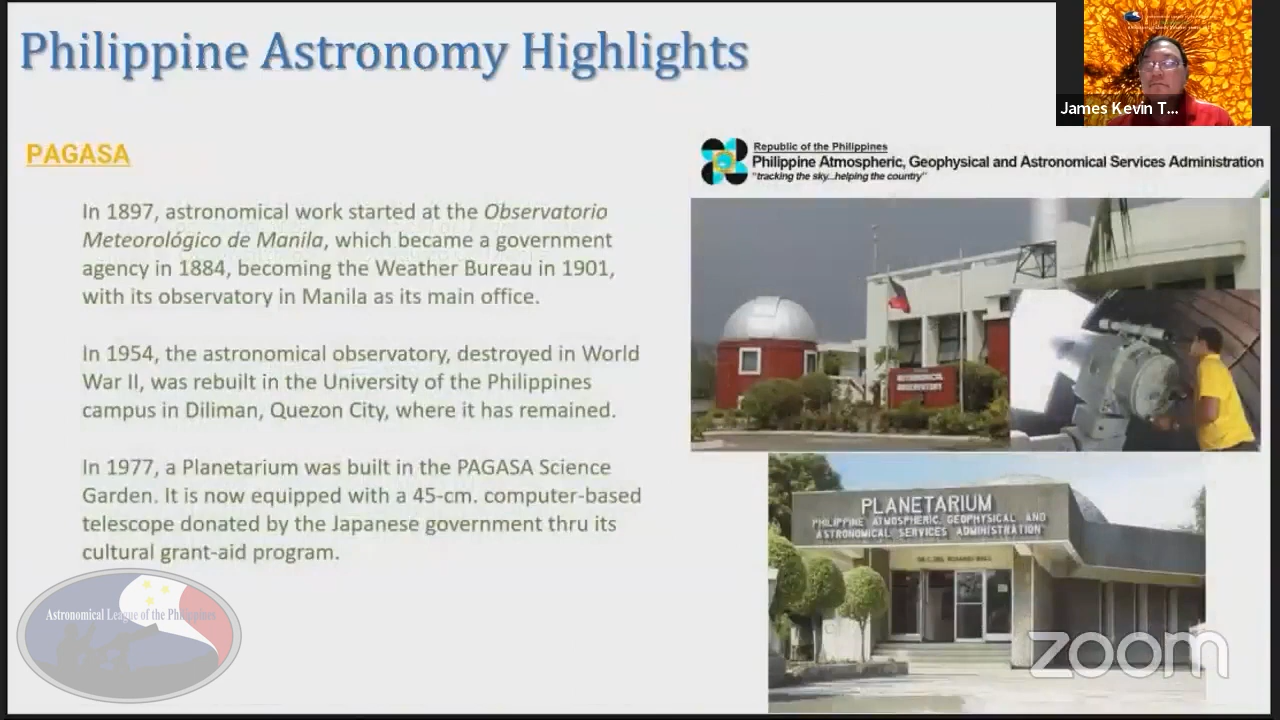 Philippine Astronomy Highlights
James Kevin T...
PAGASA
Republic of the Philippines
Philippine Atmospheric, Geophysical and Astronomical Services Administration
"tracking the sky...helping the country"
In 1897, astronomical work started at the Observatorio
Meteorológico de Manila, which became a government
agency in 1884, becoming the Weather Bureau in 1901,
with its observatory in Manila as its main office.
In 1954, the astronomical observatory, destroyed in World
War II, was rebuilt in the University of the Philippines
campus in Diliman, Quezon City, where it has remained.
In 1977, a Planetarium was built in the PAGASA Science
Garden. It is now equipped with a 45-cm. computer-based
telescope donated by the Japanese government thru its
cultural grant-aid program.
ASTRONOMICAL
OBSERVATORY
PLANETARIUM
PHILIPPINE ATMOSPHERIC, GEOPHYSICAL AND
ASTRONOMICAL SERVICES ADMINISTRATION
Astronomical League of the Philippines
zoom